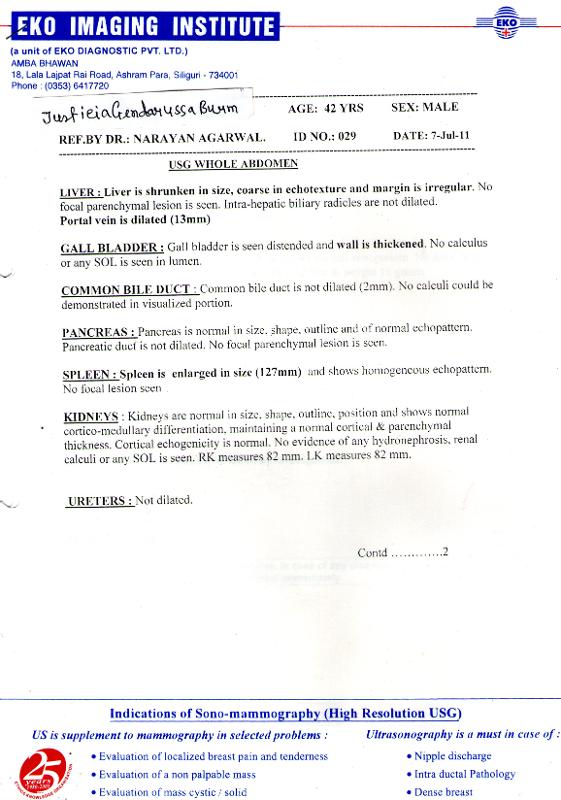 EKO IMAGING INSTITUTE
EKO
(a unit of EKO DIAGNOSTIC PVT. LTD.)
AMBA BHAWAN
18, Lala Lajpat Rai Road, Ashram Para, Siliguri - 734001
Phone : (0353) 6417720
Justicia Gendarussa Burm AGE: 42 YRS SEX: MALE
REF.BY DR.: NARAYAN AGARWAL. ID NO.: 029 DATE: 7-Jul-11
USG WHOLE ABDOMEN
LIVER : Liver is shrunken in size, coarse in echotexture and margin is irregular. No
focal parenchymal lesion is seen. Intra-hepatic biliary radicles are not dilated.
Portal vein is dilated (13mm)
GALL BLADDER : Gall bladder is seen distended and wall is thickened. No calculus
or any SOL is seen in lumen.
COMMON BILE DUCT : Common bile duct is not dilated (2mm). No calculi could be
demonstrated in visualized portion.
PANCREAS : Pancreas is normal in size, shape, outline and of normal echopattern.
Pancreatic duct is not dilated. No focal parenchymal lesion is seen.
SPLEEN : Spleen is enlarged in size (127mm) and shows homogeneous echopattern.
No focal lesion seen
KIDNEYS : Kidneys are normal in size, shape, outline, position and shows normal
cortico-medullary differentiation, maintaining a normal cortical & parenchymal
thickness. Cortical echogenicity is normal. No evidence of any hydronephrosis, renal
calculi or any SOL is seen. RK measures 82 mm. LK measures 82 mm.
URETERS : Not dilated.
Contd .............2
Indications of Sono-mammography (High Resolution USG)
US is supplement to mammography in selected problems :
• Evaluation of localized breast pain and tenderness
• Evaluation of a non palpable mass
• Evaluation of mass cystic / solid
Ultrasonography is a must in case of :
• Nipple discharge
• Intra ductal Pathology
• Dense breast
25
years